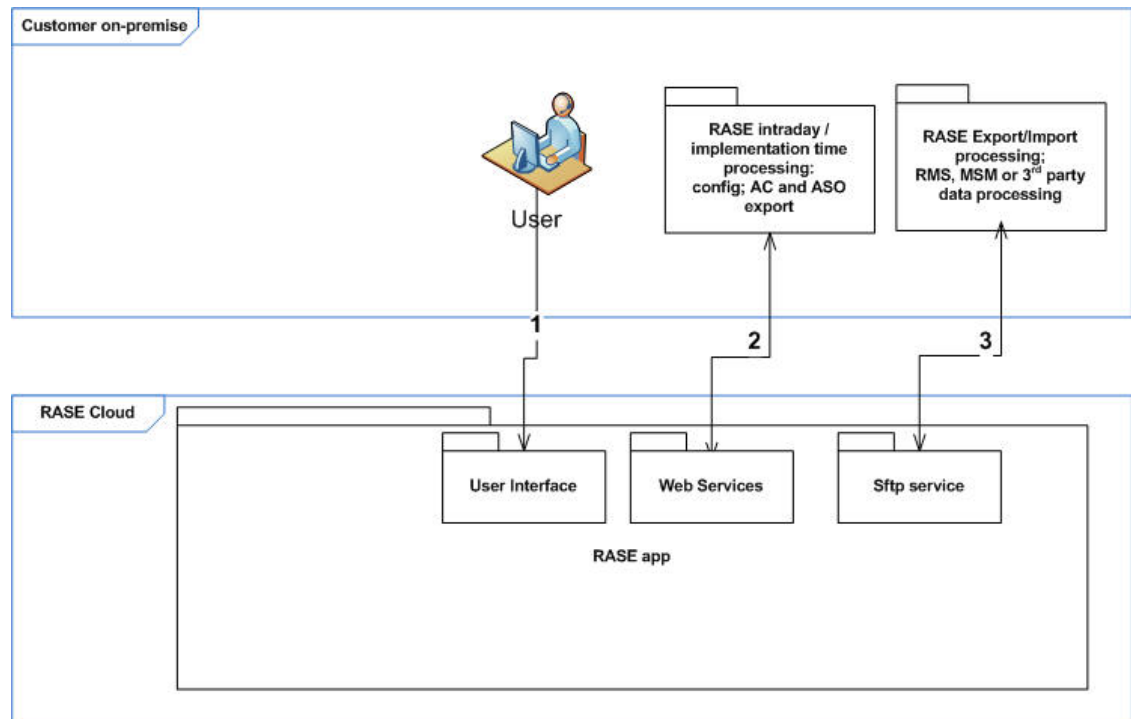 Customer on-premise
User
RASE intraday /
implementation time
processing:
config; AC and ASO
export
RASE Export/Import
processing;
RMS, MSM or 3rd party
data processing
1
2
3
RASE Cloud
User Interface
Web Services
Sftp service
RASE app